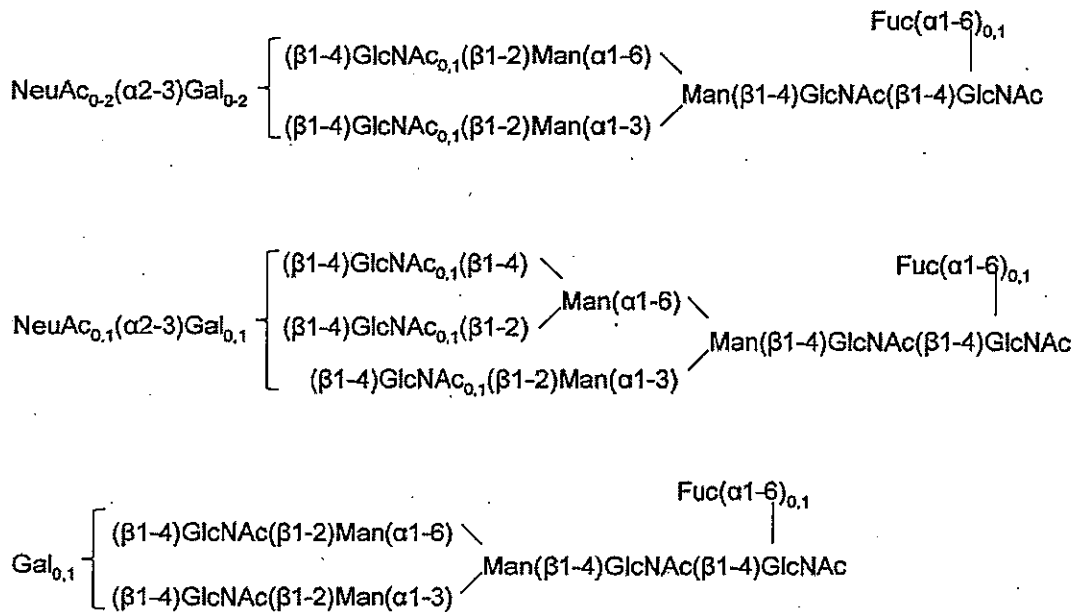 Fuc(α1-6)0,1
(β1-4)GlcNAc0,1(β1-2)Man(α1-6)
NeuAc0-2(α2-3)Gal0-2
Man(β1-4)GlcNAc(β1-4)GlcNAc
(β1-4)GlcNAc0,1(β1-2)Man(α1-3)
(β1-4)GlcNAc0,1(β1-4)
Fuc(α1-6)0,1
Man(α1-6)
NeuAc0,1(α2-3)Gal0,1
(β1-4)GlcNAc0,1(β1-2)
Man(β1-4)GlcNAc(β1-4)GlcNAc
(β1-4)GlcNAc0,1(β1-2)Man(α1-3)
Fuc(α1-6)0,1
(β1-4)GlcNAc(β1-2)Man(α1-6)
Gal0,1
Man(β1-4)GlcNAc(β1-4)GlcNAc
(β1-4)GlcNAc(β1-2)Man(α1-3)